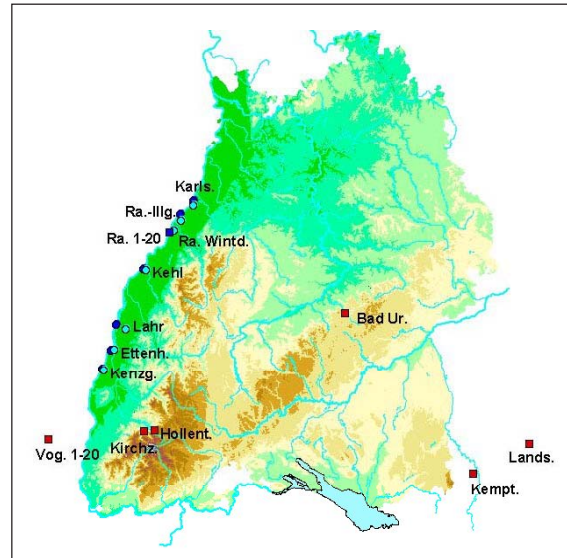 Karls.
Ra.-Illg.
Ra. 1-20
Ra. Wintd.
Kehl
Bad Ur.
Lahr
Ettenh.
Kenzg.
Hollent.
Kirchz.
Vog. 1-20
Lands.
Kempt.